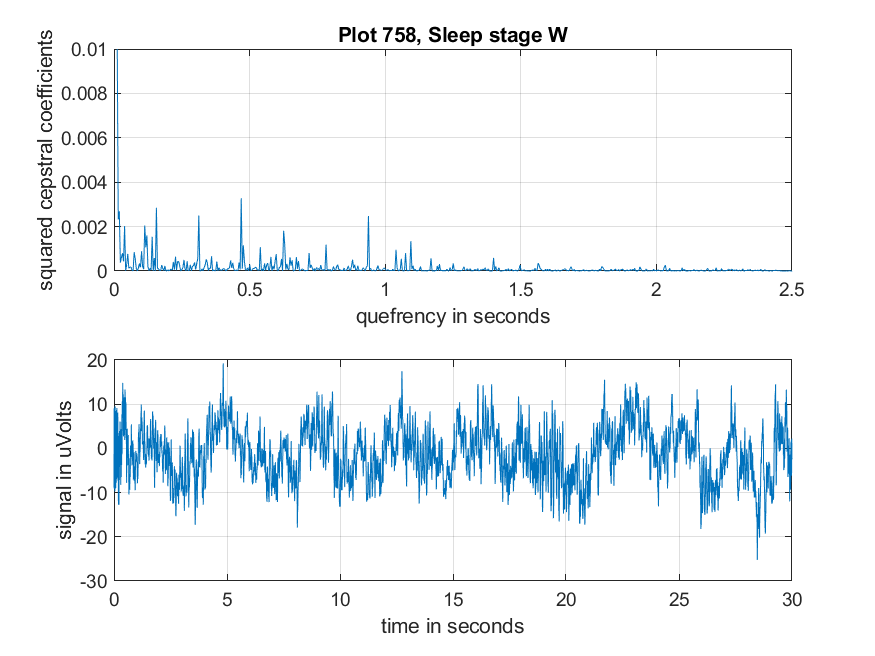 Plot 758, Sleep stage W
squared cepstral coefficients
0.01
0.008
0.006
0.004
0.002
0
0 0.5 1 1.5 2 2.5
quefrency in seconds
signal in uVolts
20
10
0
-10
-20
-30
0 5 10 15 20 25 30
time in seconds